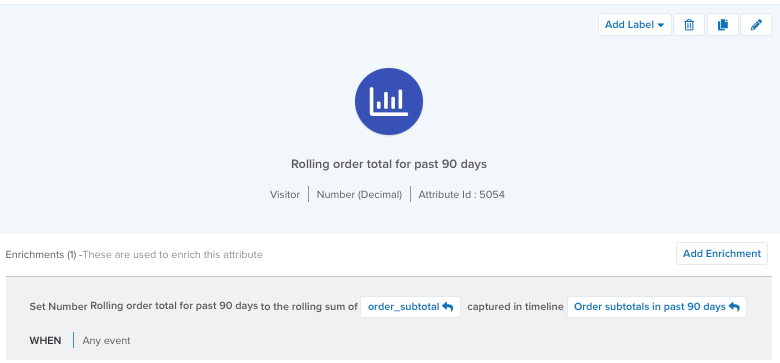 Add Label
Rolling order total for past 90 days
Visitor | Number (Decimal) | Attribute Id : 5054
Enrichments (1) -These are used to enrich this attribute
Add Enrichment
Set Number Rolling order total for past 90 days to the rolling sum of order_subtotal captured in timeline Order subtotals in past 90 days
WHEN | Any event